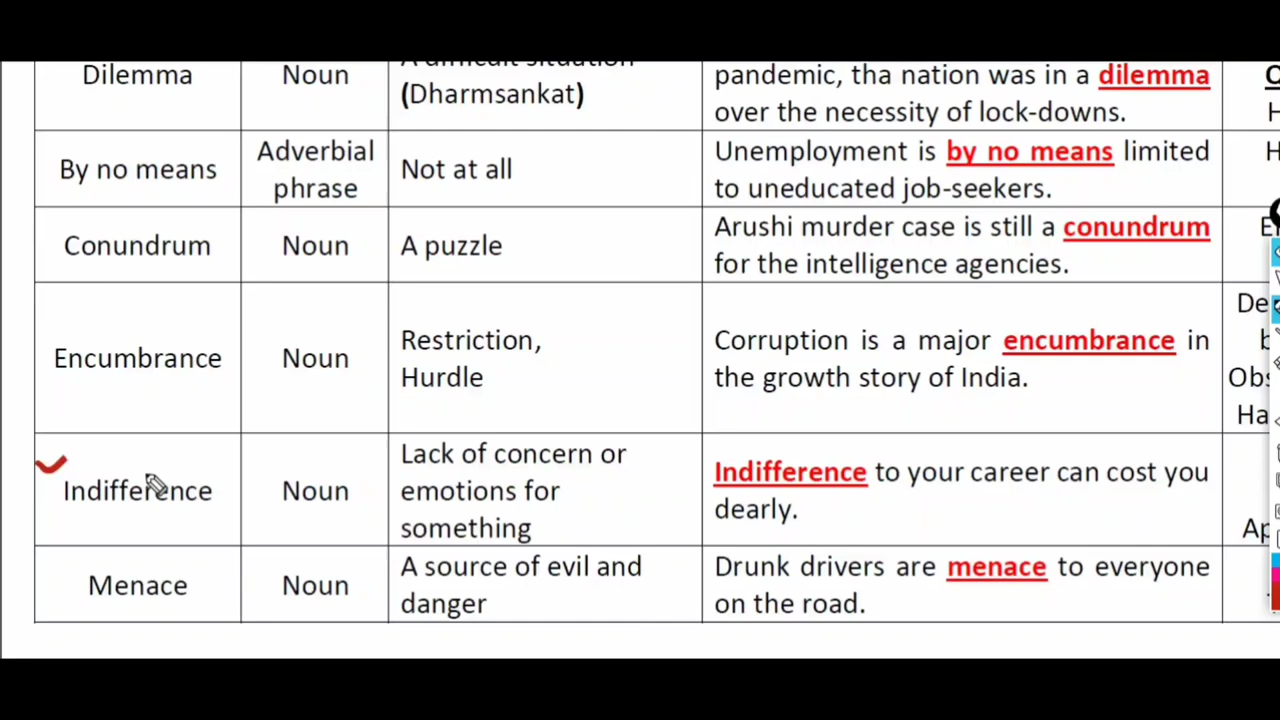 Dilemma
Noun
(Dharmsankat)
pandemic, tha nation was in a dilemma
over the necessity of lock-downs.
By no means
Adverbial
phrase
Not at all
Unemployment is by no means limited
to uneducated job-seekers.
Conundrum
Noun
A puzzle
Arushi murder case is still a conundrum
for the intelligence agencies.
Encumbrance
Noun
Restriction,
Hurdle
Corruption is a major encumbrance in
the growth story of India.
Indifference
Noun
Lack of concern or
emotions for
something
Indifference to your career can cost you
dearly.
Menace
Noun
A source of evil and
danger
Drunk drivers are menace to everyone
on the road.